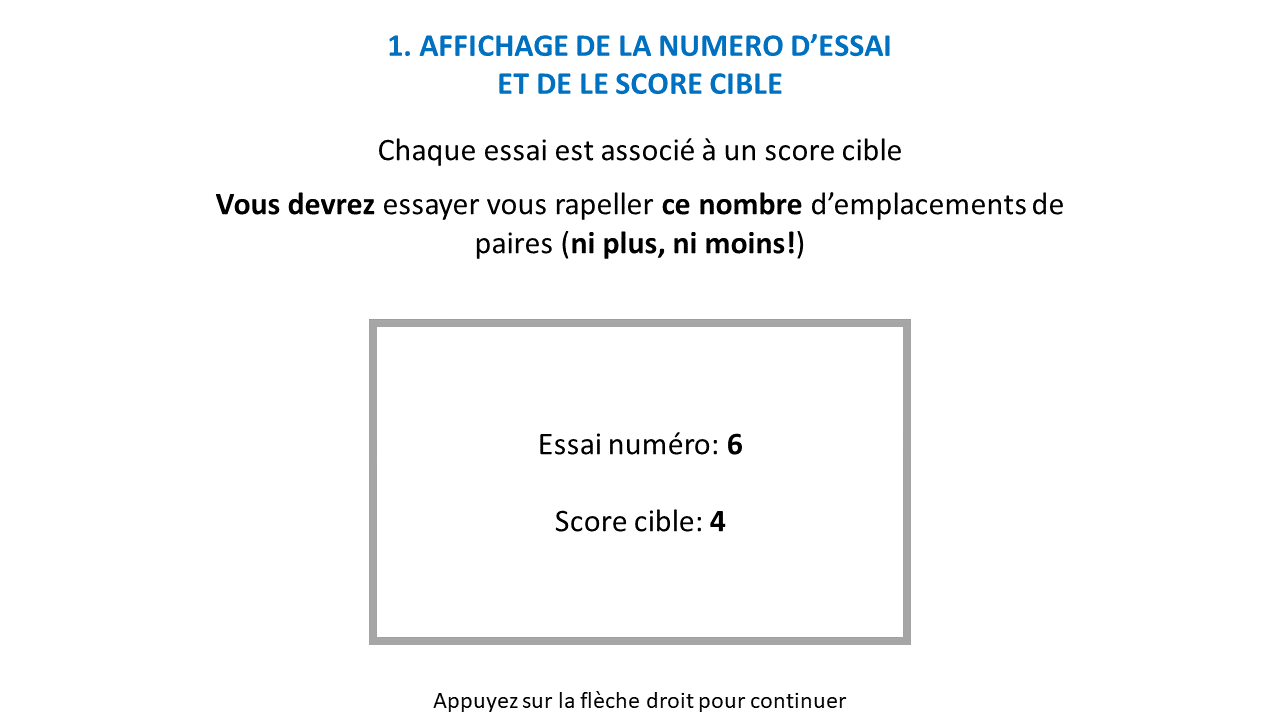 1. AFFICHAGE DE LA NUMERO D’ESSAI
ET DE LE SCORE CIBLE
Chaque essai est associé à un score cible
Vous devrez essayer vous rapeller ce nombre d’emplacements de
paires (ni plus, ni moins!)
Essai numéro: 6
Score cible: 4
Appuyez sur la flèche droit pour continuer